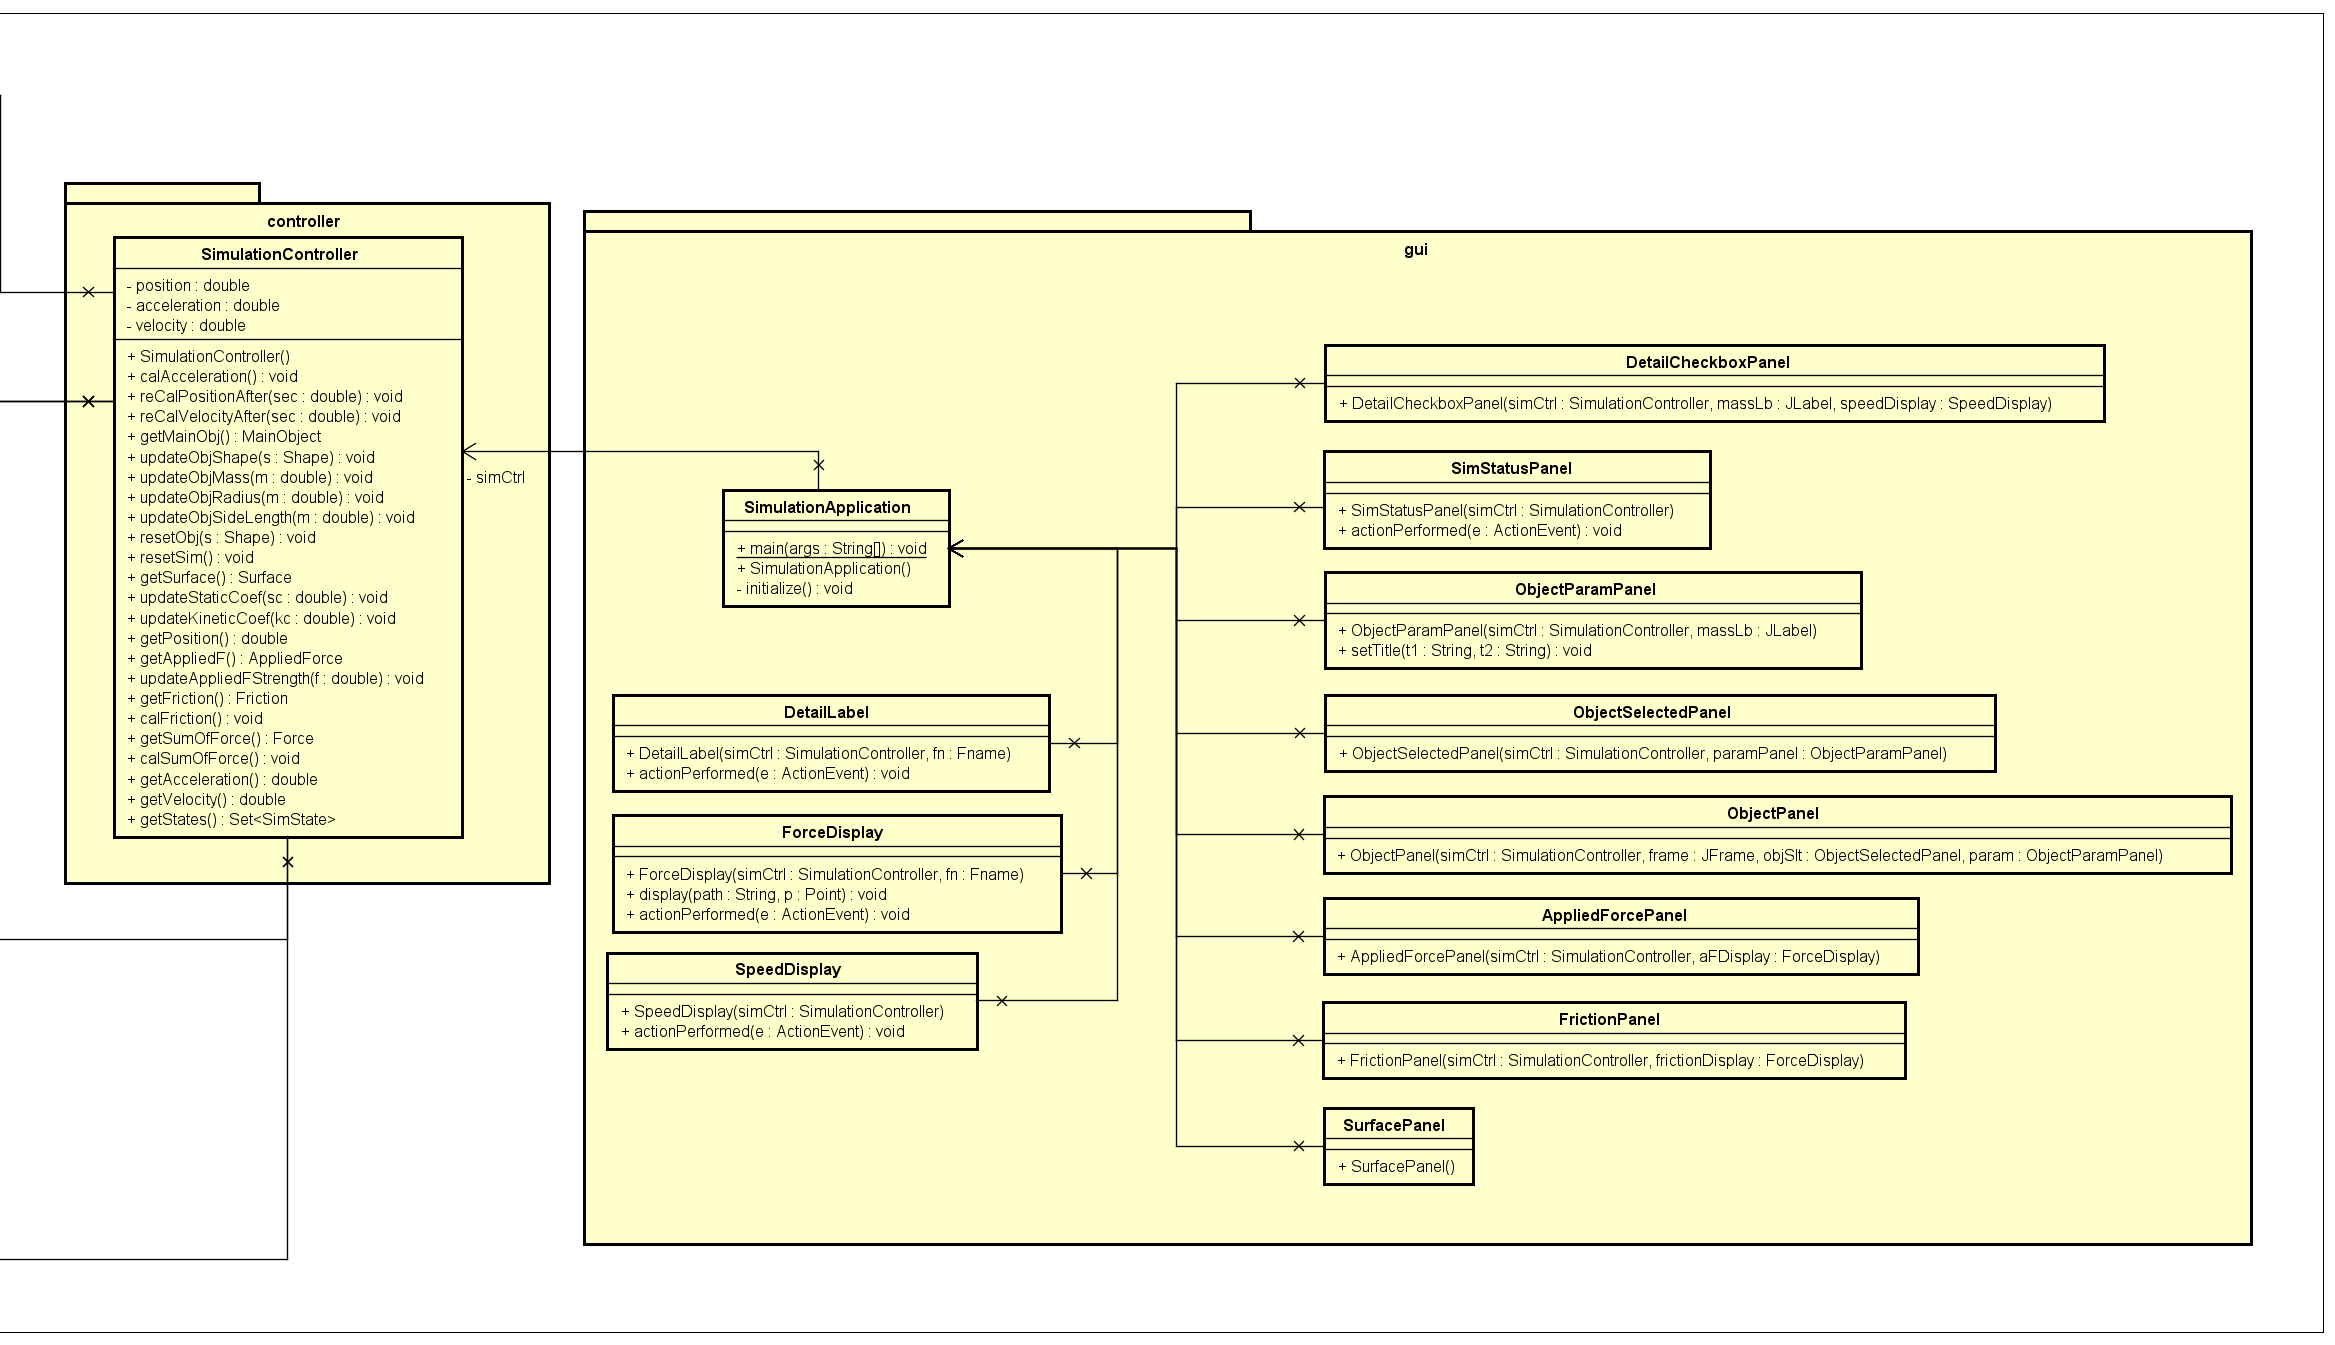 controller
SimulationController
- position : double
- acceleration : double
- velocity : double
+ SimulationController()
+ calAcceleration() : void
+ reCalPositionAfter(sec : double) : void
+ reCalVelocityAfter(sec : double) : void
+ getMainObj() : MainObject
+ updateObjShape(s : Shape) : void
+ updateObjMass(m : double) : void
+ updateObjRadius(m : double) : void
+ updateObjSideLength(m : double) : void
+ resetObj(s : Shape) : void
+ resetSim() : void
+ getSurface() : Surface
+ updateStaticCoef(sc : double) : void
+ updateKineticCoef(kc : double) : void
+ getPosition() : double
+ getAppliedF() : AppliedForce
+ updateAppliedFStrength(f : double) : void
+ getFriction() : Friction
+ calFriction() : void
+ getSumOfForce() : Force
+ calSumOfForce() : void
+ getAcceleration() : double
+ getVelocity() : double
+ getStates() : Set<SimState>
- simCtrl
gui
SimulationApplication
+ main(args : String[]) : void
+ SimulationApplication()
- initialize() : void
DetailLabel
+ DetailLabel(simCtrl : SimulationController, fn : Fname)
+ actionPerformed(e : ActionEvent) : void
ForceDisplay
+ ForceDisplay(simCtrl : SimulationController, fn : Fname)
+ display(path : String, p : Point) : void
+ actionPerformed(e : ActionEvent) : void
SpeedDisplay
+ SpeedDisplay(simCtrl : SimulationController)
+ actionPerformed(e : ActionEvent) : void
DetailCheckboxPanel
+ DetailCheckboxPanel(simCtrl : SimulationController, massLb : JLabel, speedDisplay : SpeedDisplay)
SimStatusPanel
+ SimStatusPanel(simCtrl : SimulationController)
+ actionPerformed(e : ActionEvent) : void
ObjectParamPanel
+ ObjectParamPanel(simCtrl : SimulationController, massLb : JLabel)
+ setTitle(t1 : String, t2 : String) : void
ObjectSelectedPanel
+ ObjectSelectedPanel(simCtrl : SimulationController, paramPanel : ObjectParamPanel)
ObjectPanel
+ ObjectPanel(simCtrl : SimulationController, frame : JFrame, objSlt : ObjectSelectedPanel, param : ObjectParamPanel)
AppliedForcePanel
+ AppliedForcePanel(simCtrl : SimulationController, aFDisplay : ForceDisplay)
FrictionPanel
+ FrictionPanel(simCtrl : SimulationController, frictionDisplay : ForceDisplay)
SurfacePanel
+ SurfacePanel()